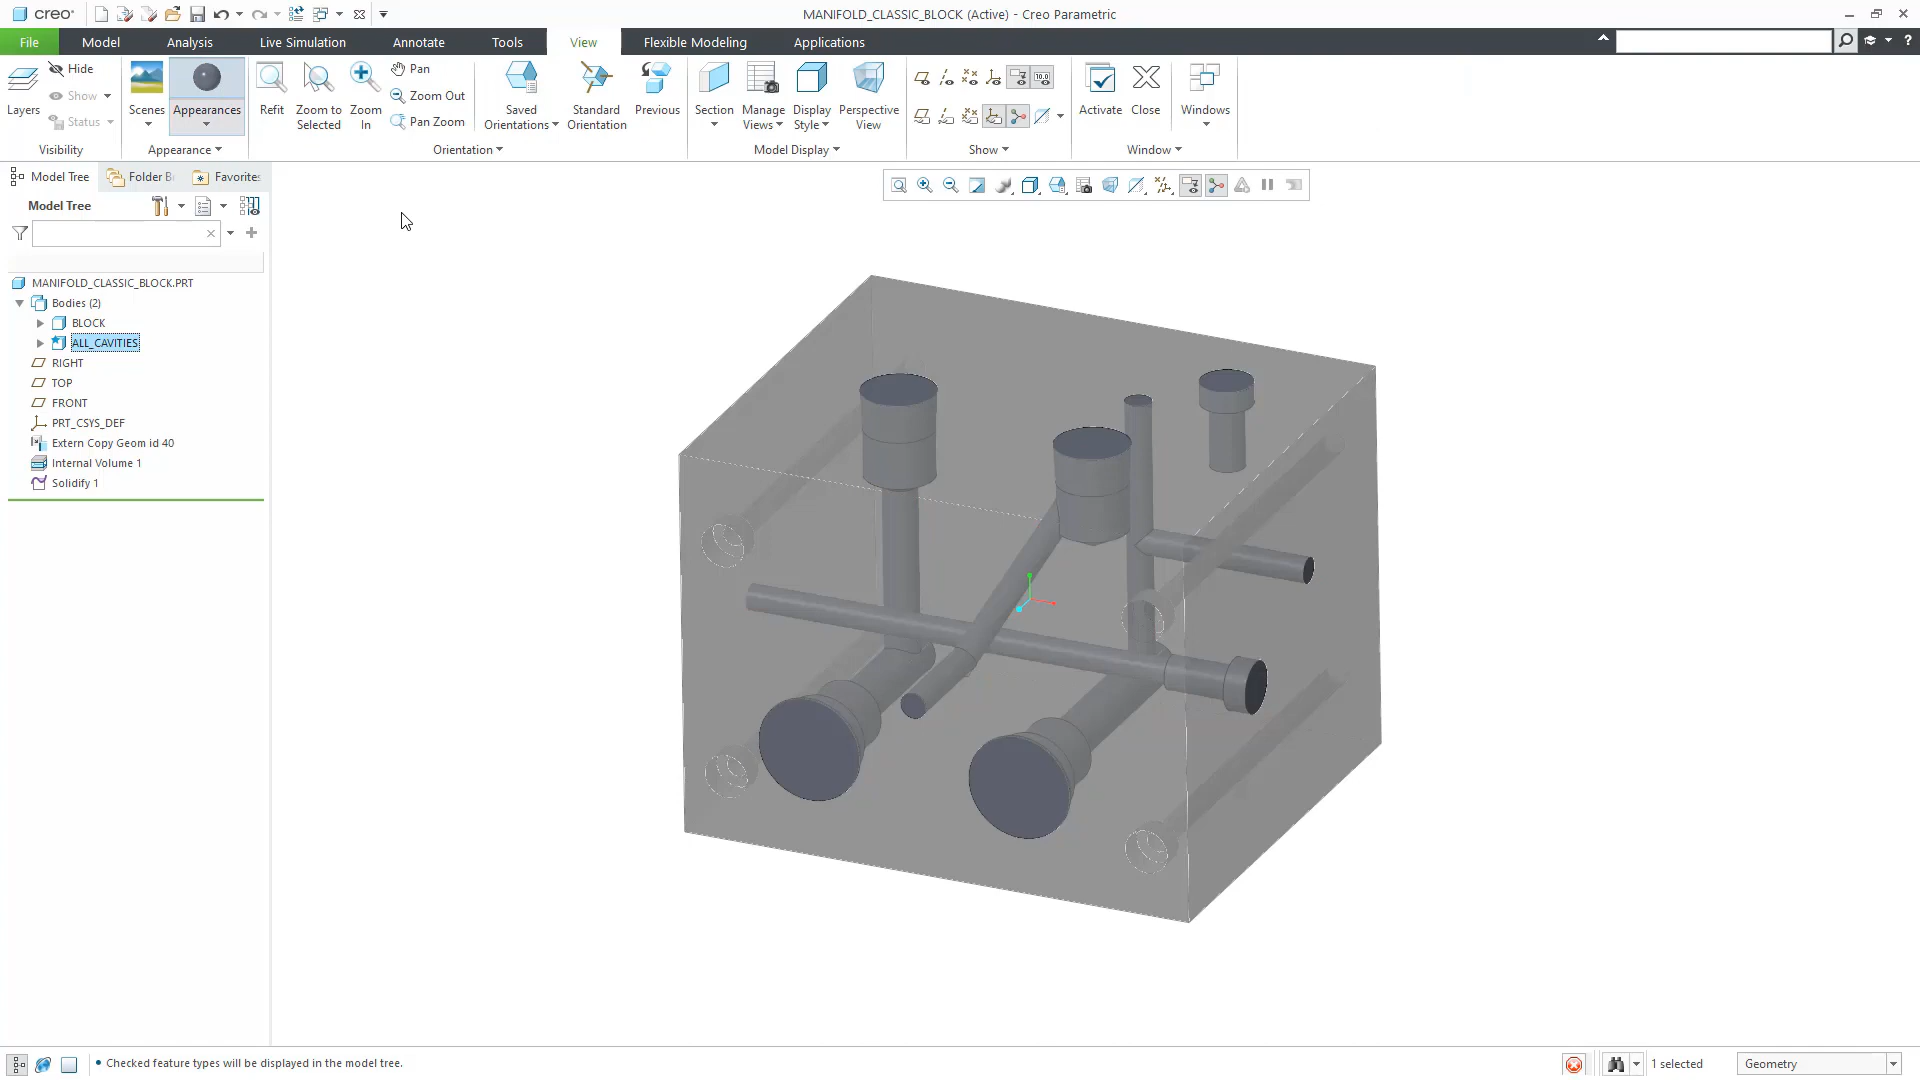 creo
MANIFOLD_CLASSIC_BLOCK (Active) - Creo Parametric
File Model Analysis Live Simulation Annotate Tools View Flexible Modeling Applications
Layers Hide Show Status Visibility
Scenes Appearances Appearance
Refit Zoom to Selected Zoom In Pan Zoom Out Pan Zoom Saved Orientations Standard Orientation Previous Orientation
Section Manage Views Display Style Perspective View Model Display
10.0
Show
Activate Close Windows Window
Model Tree Folder B Favorites
Model Tree
MANIFOLD_CLASSIC_BLOCK.PRT
Bodies (2)
BLOCK
ALL_CAVITIES
RIGHT
TOP
FRONT
PRT_CSYS_DEF
Extern Copy Geom id 40
Internal Volume 1
Solidify 1
• Checked feature types will be displayed in the model tree.
1 selected
Geometry